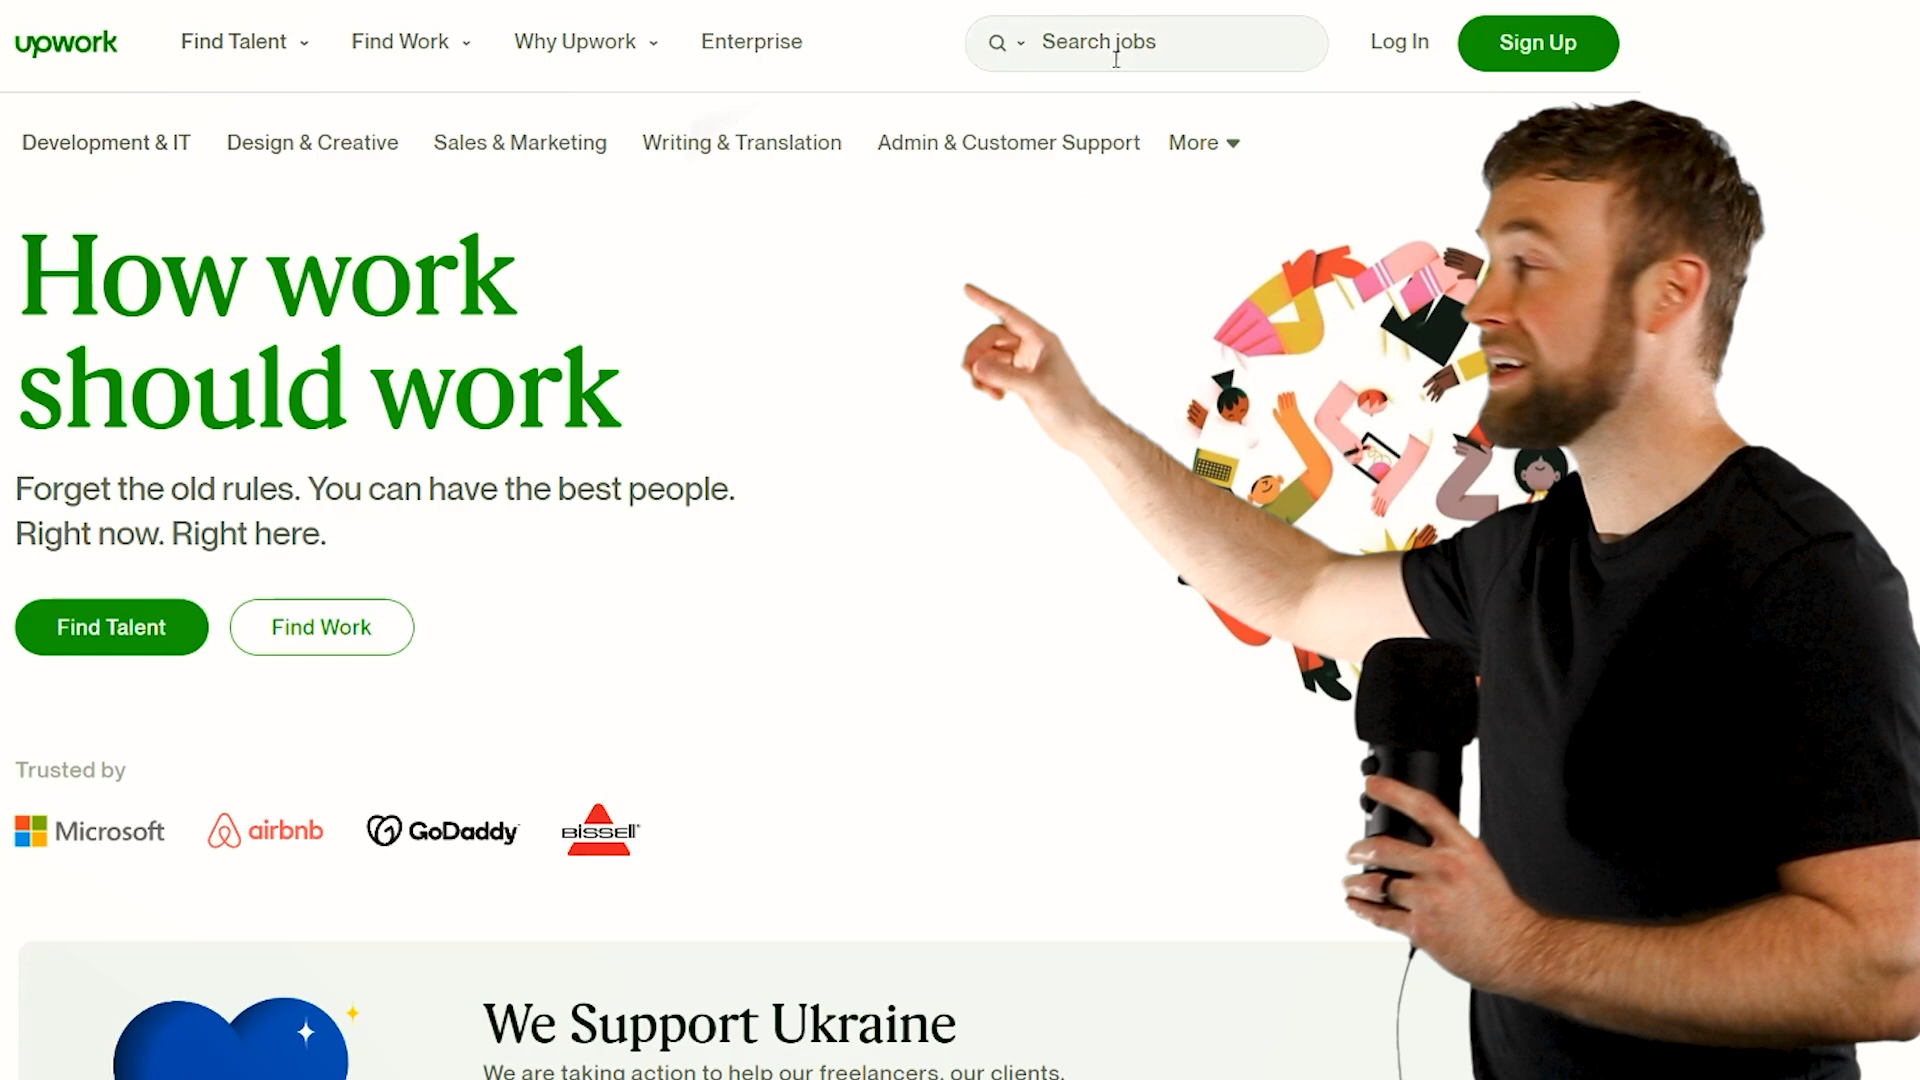 upwork Find Talent Find Work Why Upwork Enterprise Search jobs Log In Sign Up
Development & IT Design & Creative Sales & Marketing Writing & Translation Admin & Customer Support More
How work
should work
Forget the old rules. You can have the best people.
Right now. Right here.
Find Talent Find Work
Trusted by
Microsoft airbnb GoDaddy BISSELL
We Support Ukraine
We are taking action to help our freelancers, our clients,